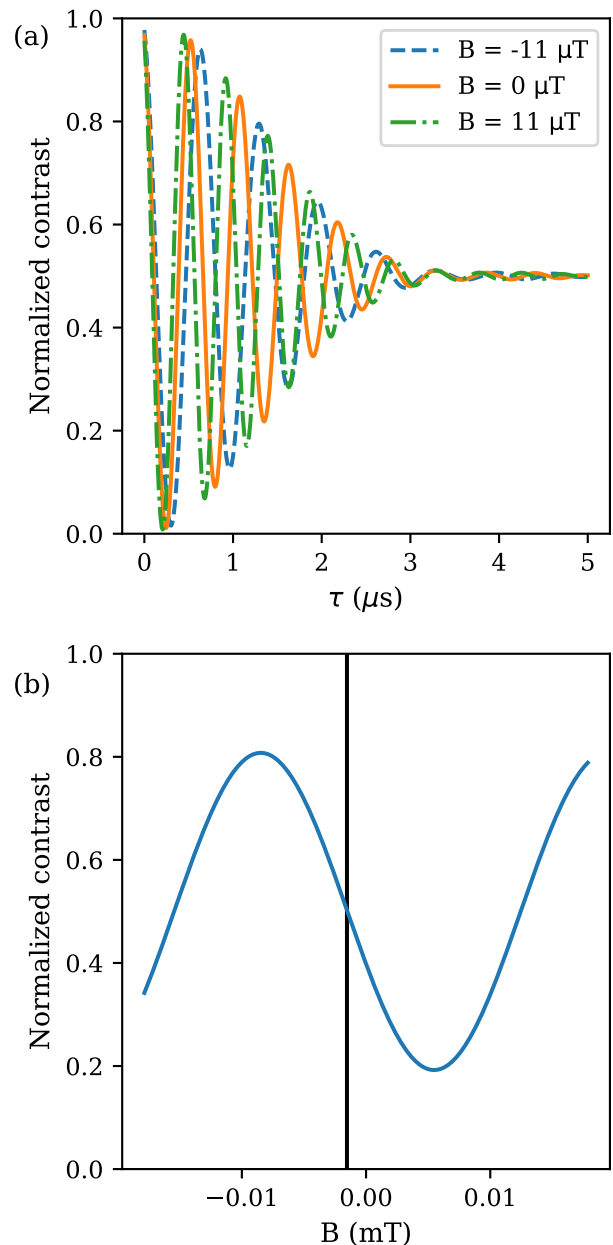 (a)
Normalized contrast
1.0
0.8
0.6
0.4
0.2
0.0
B = -11 μT
B = 0 μT
B = 11 μT
0 1 2 3 4 5
τ (μs)
(b)
Normalized contrast
1.0
0.8
0.6
0.4
0.2
0.0
−0.01 0.00 0.01
B (mT)